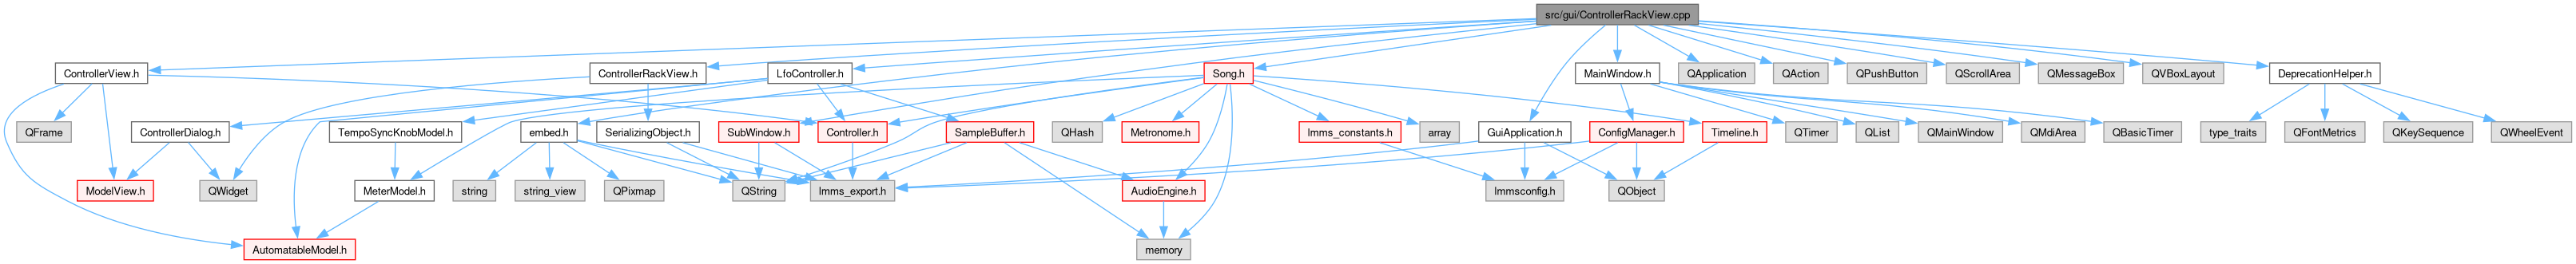 src/gui/ControllerRackView.cpp
ControllerView.h
ControllerRackView.h
LfoController.h
Song.h
MainWindow.h
QApplication
QAction
QPushButton
QScrollArea
QMessageBox
QVBoxLayout
DeprecationHelper.h
QFrame
ControllerDialog.h
TempoSyncKnobModel.h
embed.h
SerializingObject.h
SubWindow.h
Controller.h
SampleBuffer.h
QHash
Metronome.h
lmms_constants.h
array
GuiApplication.h
ConfigManager.h
Timeline.h
QTimer
QList
QMainWindow
QMdiArea
QBasicTimer
type_traits
QFontMetrics
QKeySequence
QWheelEvent
ModelView.h
QWidget
MeterModel.h
string
string_view
QPixmap
QString
lmms_export.h
AudioEngine.h
lmmsconfig.h
QObject
AutomatableModel.h
memory